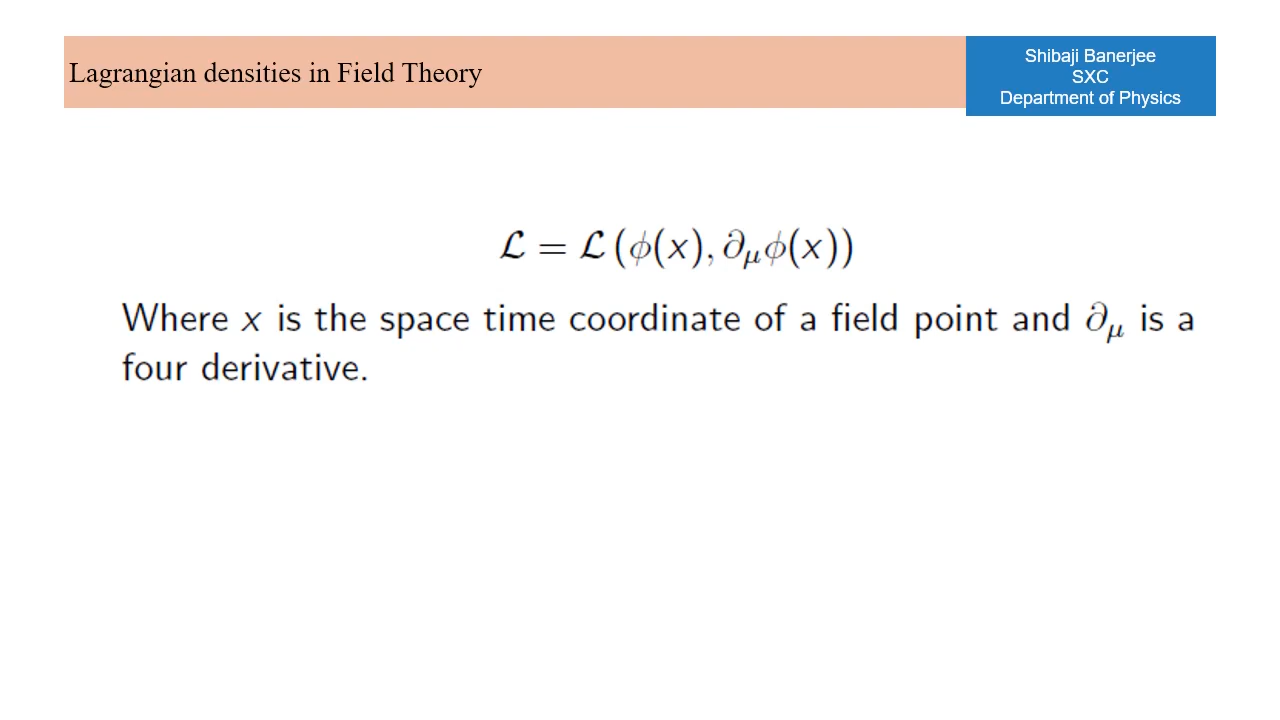 Lagrangian densities in Field Theory
Shibaji Banerjee
SXC
Department of Physics
ℒ = ℒ (ϕ(x), ∂μϕ(x))
Where x is the space time coordinate of a field point and ∂μ is a
four derivative.